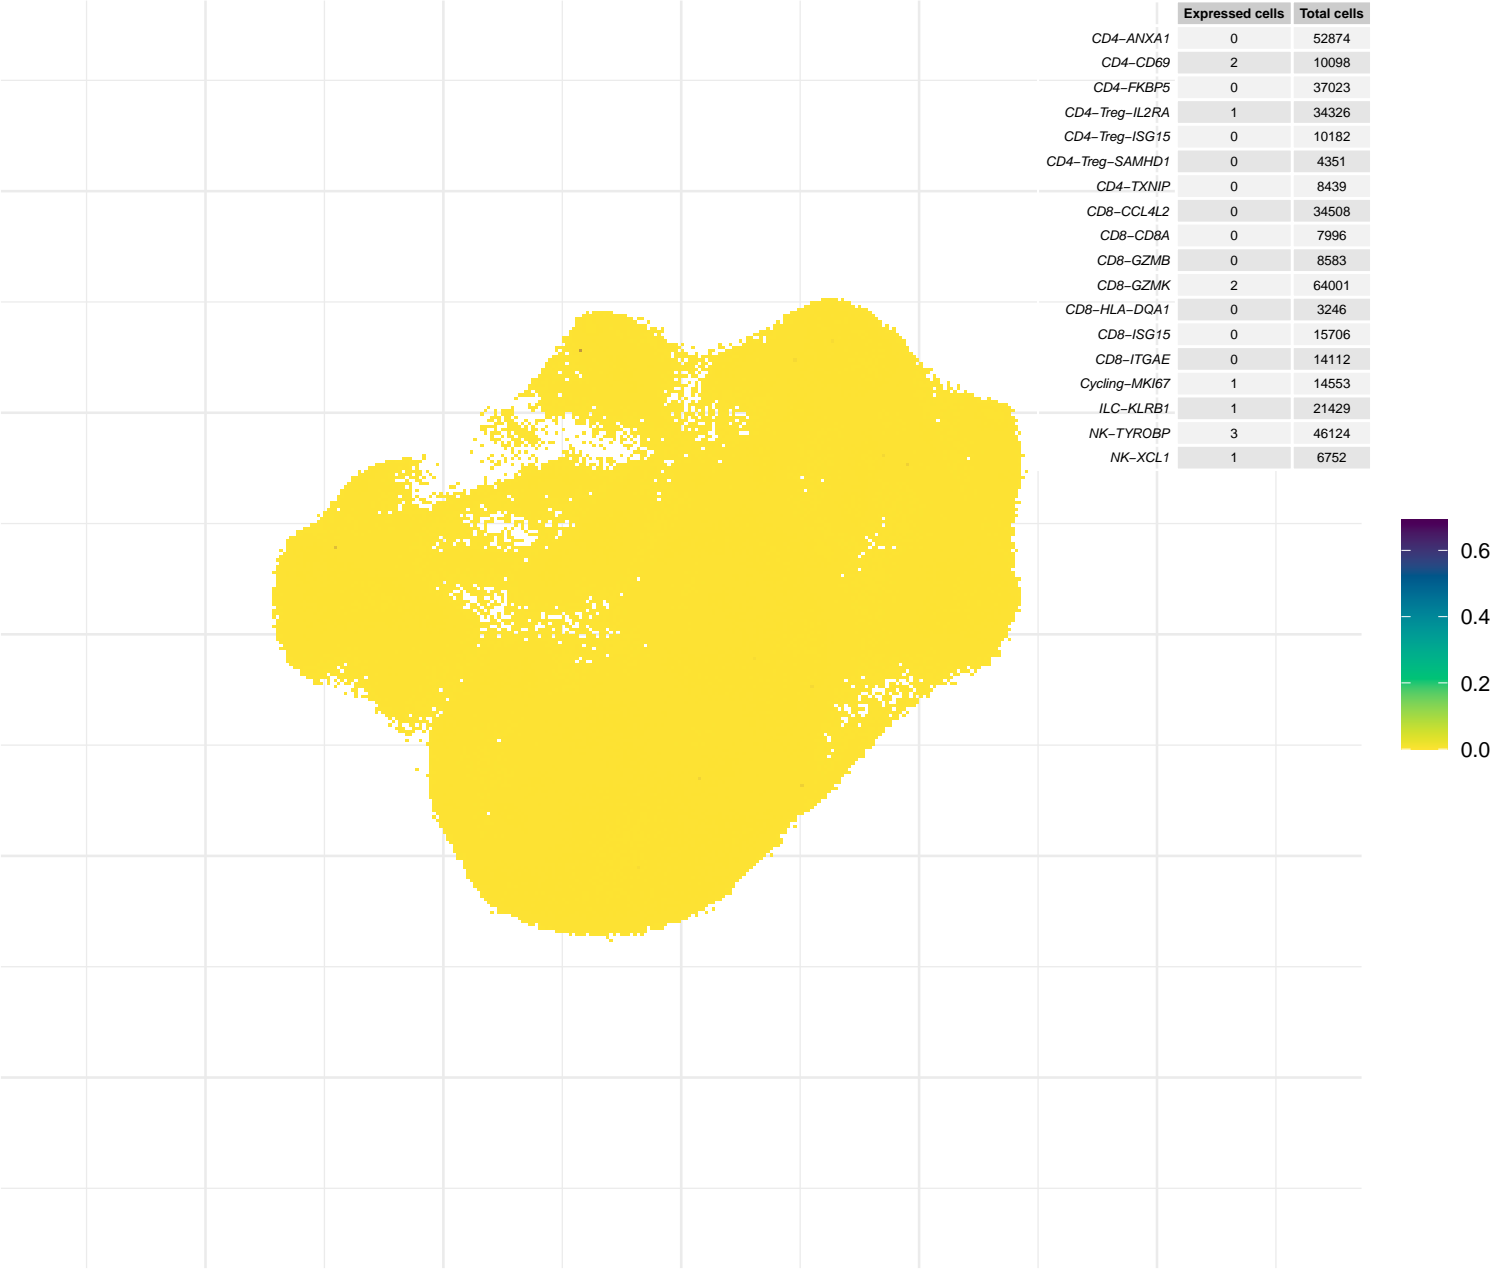 Expressed cells Total cells
CD4−ANXA1 0 52874
CD4−CD69 2 10098
CD4−FKBP5 0 37023
CD4−Treg−IL2RA 1 34326
CD4−Treg−ISG15 0 10182
CD4−Treg−SAMHD1 0 4351
CD4−TXNIP 0 8439
CD8−CCL4L2 0 34508
CD8−CD8A 0 7996
CD8−GZMB 0 8583
CD8−GZMK 2 64001
CD8−HLA−DQA1 0 3246
CD8−ISG15 0 15706
CD8−ITGAE 0 14112
Cycling−MKI67 1 14553
ILC−KLRB1 1 21429
NK−TYROBP 3 46124
NK−XCL1 1 6752
0.6
0.4
0.2
0.0